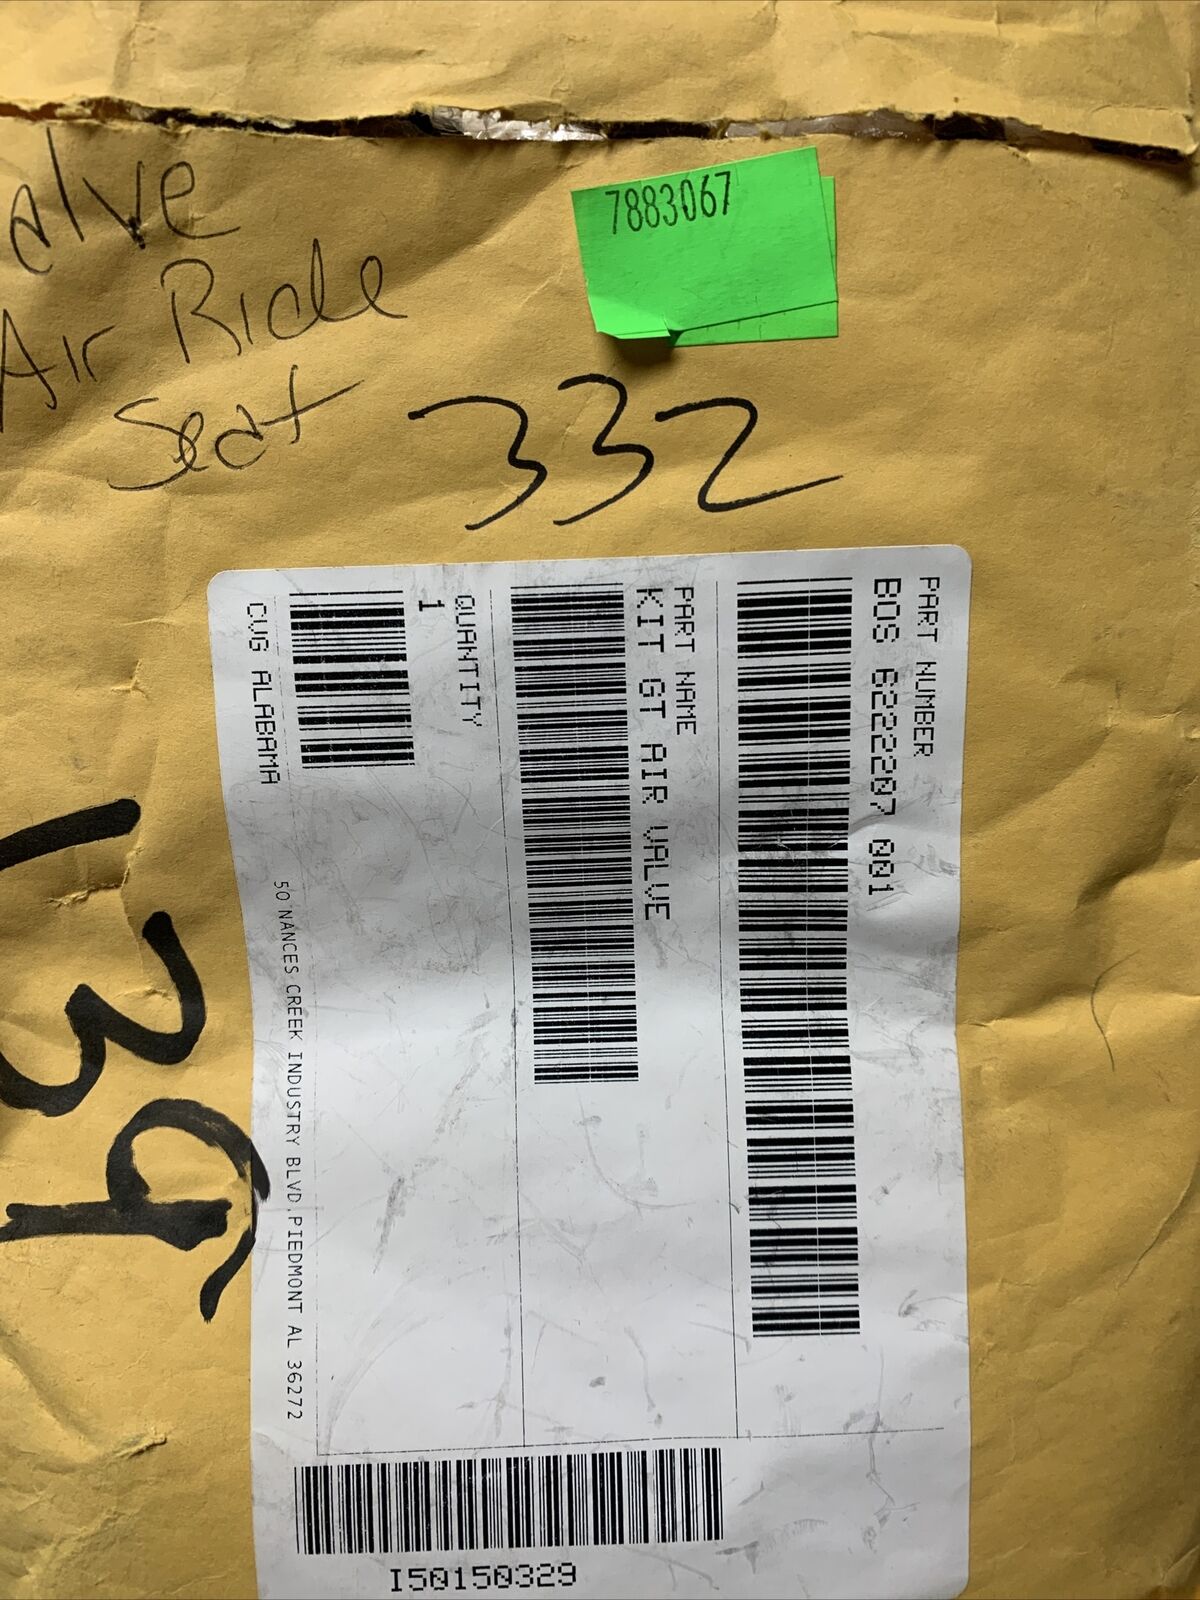 alve
Air Ride
Seat
7883067
332
PART NUMBER
BOS 6222207 001
PART NAME
KIT GT AIR VALVE
QUANTITY
1
CVG ALABAMA
50 NANCES CREEK INDUSTRY BLVD.PIEDMONT AL 36272
I50150329